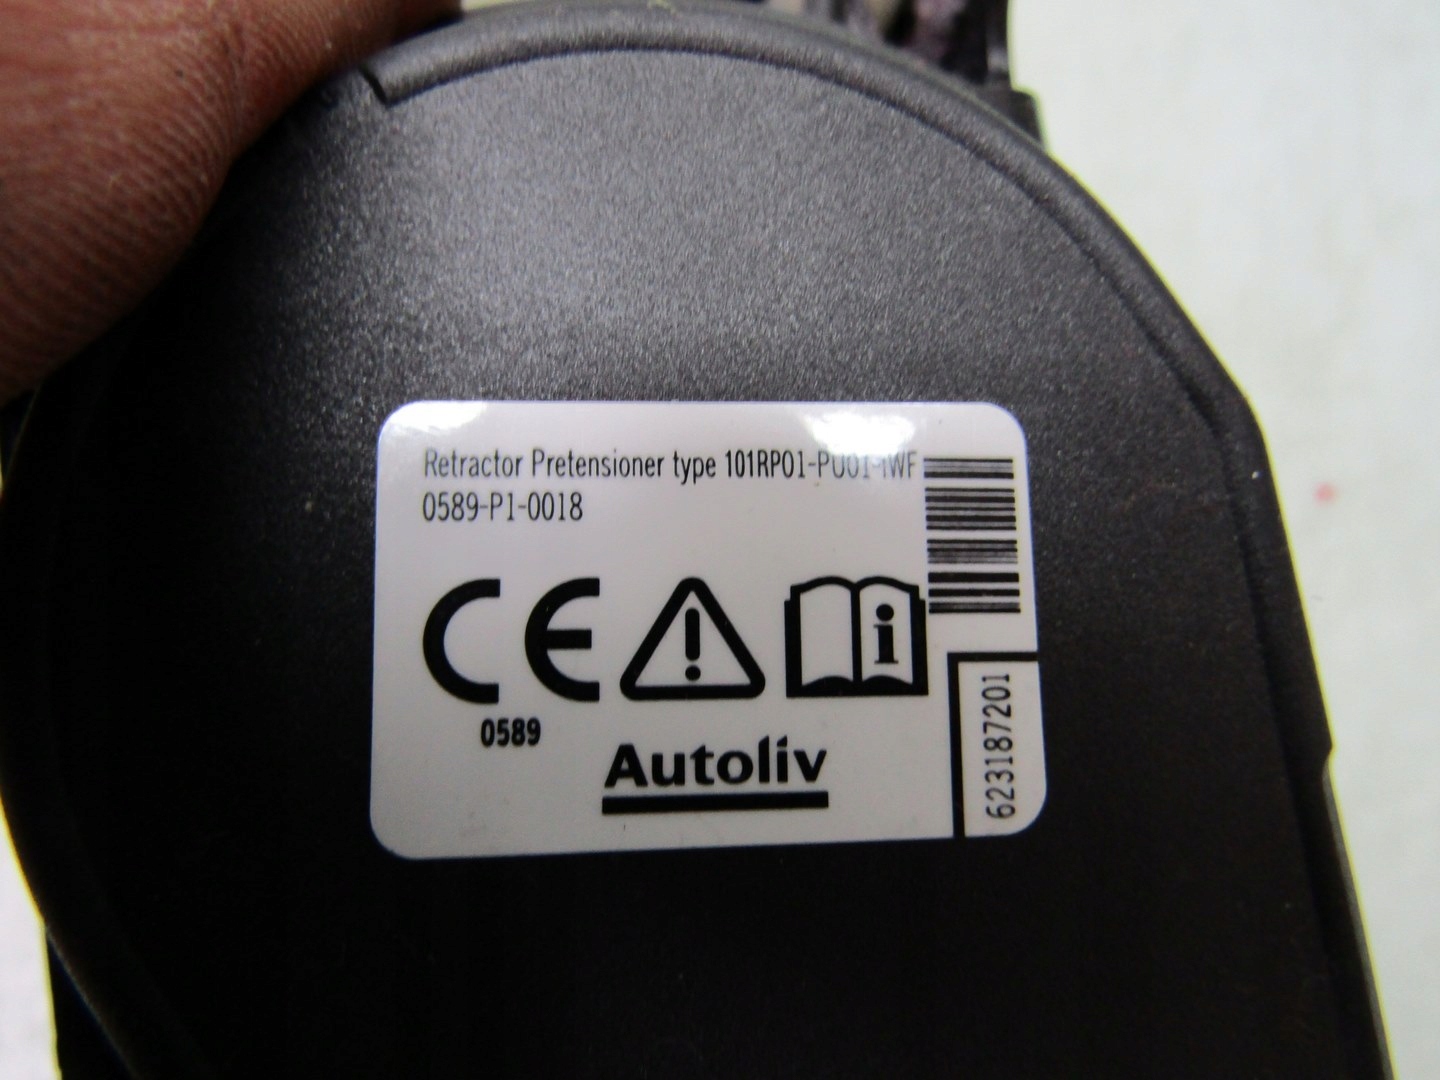 Retractor Pretensioner type 101RP01-PU01-IWF
0589-P1-0018
CE
0589
Autoliv
623187201